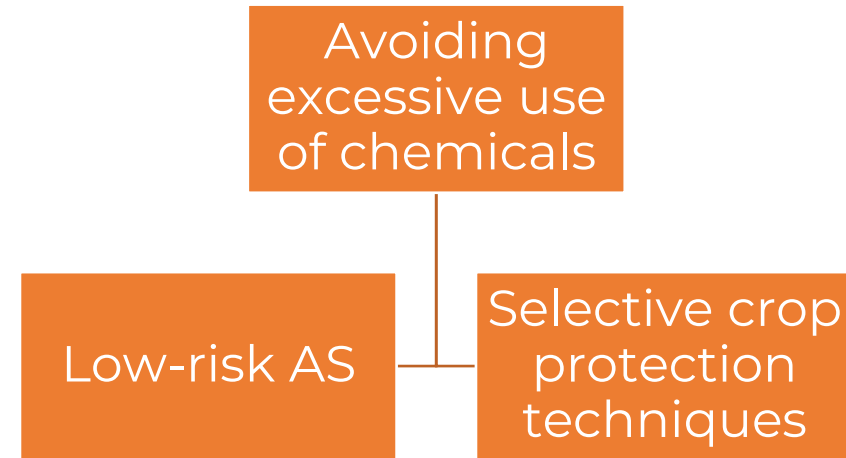 Avoiding
excessive use
of chemicals
Low-risk AS
Selective crop
protection
techniques